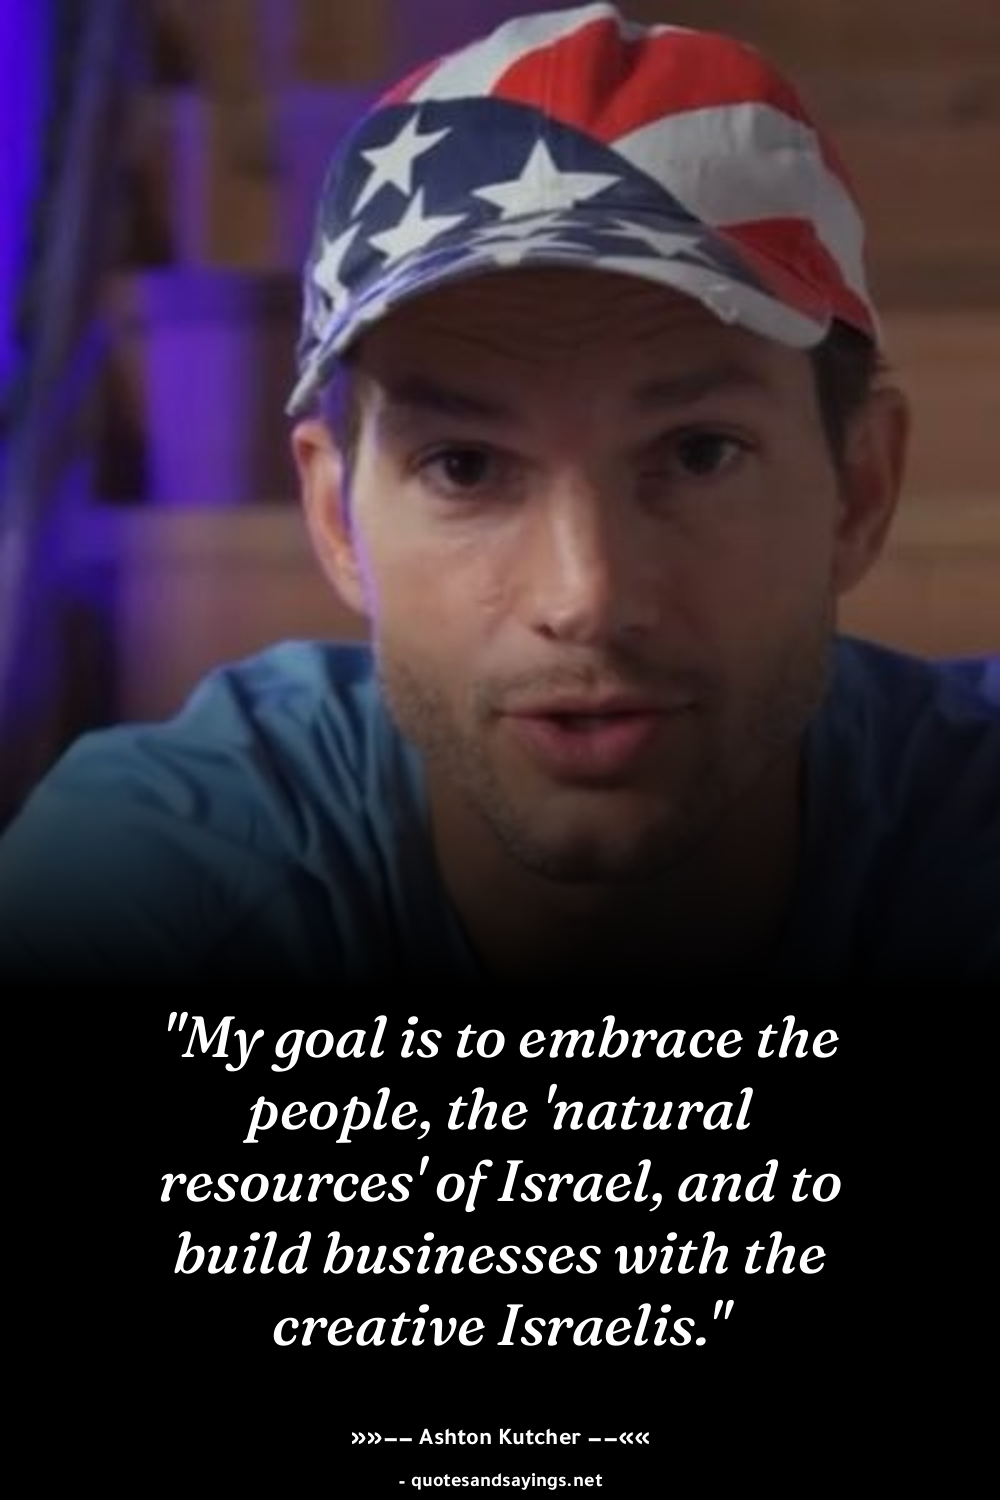 "My goal is to embrace the
people, the 'natural
resources' of Israel, and to
build businesses with the
creative Israelis."
»»–– Ashton Kutcher ––««
- quotesandsayings.net